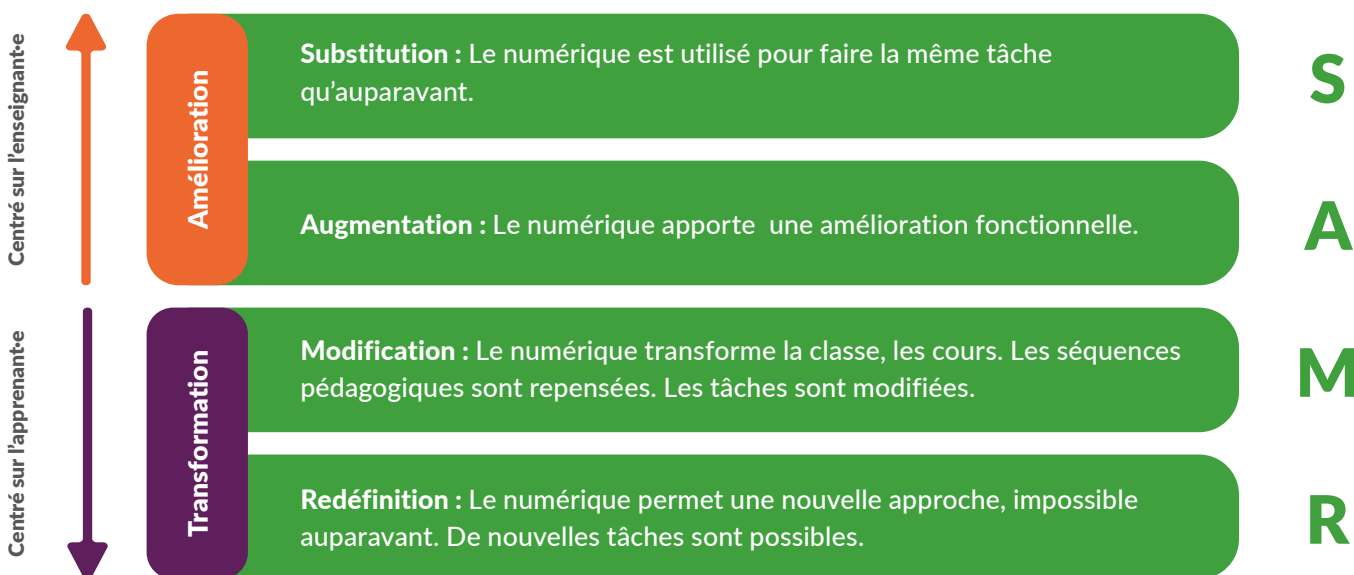 Centré sur l'enseignant·e
Amélioration
Substitution : Le numérique est utilisé pour faire la même tâche
qu'auparavant.
S
Augmentation : Le numérique apporte  une amélioration fonctionnelle.
A
Centré sur l'apprenant·e
Transformation
Modification : Le numérique transforme la classe, les cours. Les séquences
pédagogiques sont repensées. Les tâches sont modifiées.
M
Redéfinition : Le numérique permet une nouvelle approche, impossible
auparavant. De nouvelles tâches sont possibles.
R